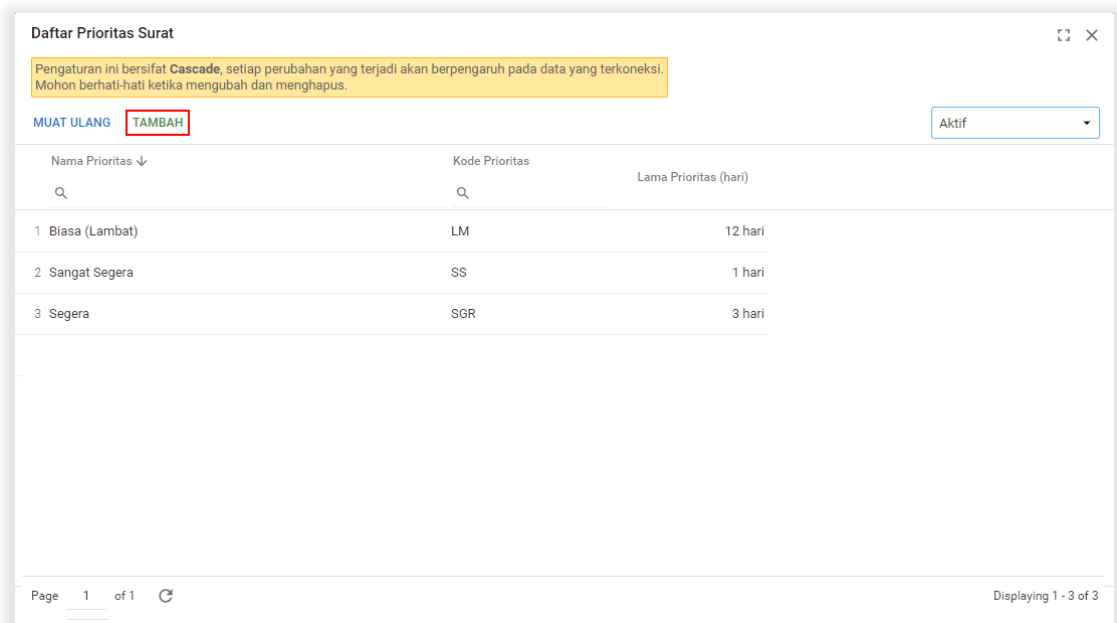 Daftar Prioritas Surat
Pengaturan ini bersifat Cascade, setiap perubahan yang terjadi akan berpengaruh pada data yang terkoneksi.
Mohon berhati-hati ketika mengubah dan menghapus.
MUAT ULANG TAMBAH Aktif
Nama Prioritas Kode Prioritas Lama Prioritas (hari)
1 Biasa (Lambat) LM 12 hari
2 Sangat Segera SS 1 hari
3 Segera SGR 3 hari
Page 1 of 1 Displaying 1 - 3 of 3